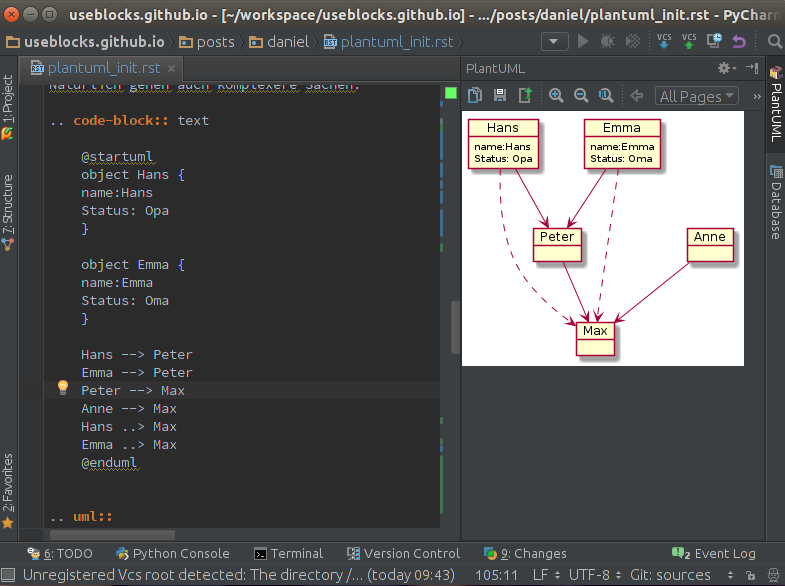 useblocks.github.io - [~/workspace/useblocks.github.io] - .../posts/daniel/plantuml_init.rst - PyCharm
useblocks.github.io posts daniel plantuml_init.rst
VCS VCS
plantuml_init.rst
PlantUML
All Pages
1: Project
7: Structure
2: Favorites
PlantUML
Database
Natürlich gehen auch komplexere Sachen.
.. code-block:: text
@startuml
object Hans {
name:Hans
Status: Opa
}
object Emma {
name:Emma
Status: Oma
}
Hans --> Peter
Emma --> Peter
Peter --> Max
Anne --> Max
Hans ..> Max
Emma ..> Max
@enduml
.. uml::
Hans
name:Hans
Status: Opa
Emma
name:Emma
Status: Oma
Peter
Anne
Max
6: TODO Python Console Terminal Version Control 9: Changes 2 Event Log
Unregistered Vcs root detected: The directory /... (today 09:43) 105:11 LF UTF-8 Git: sources